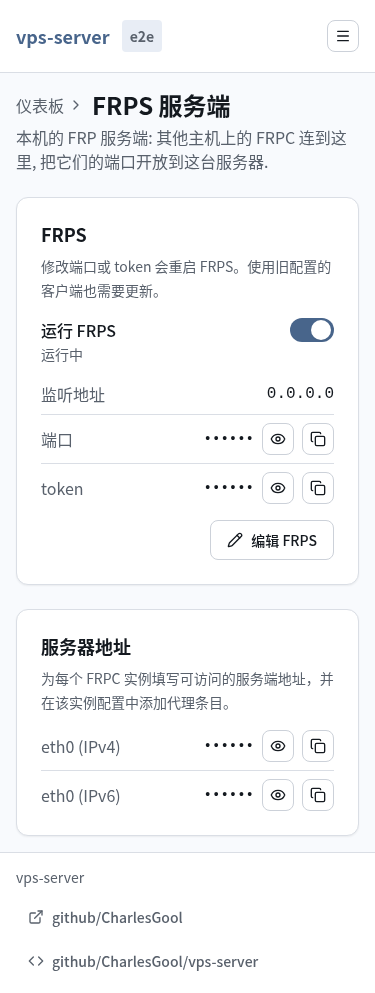 vps-server e2e
仪表板 > FRPS 服务端
本机的 FRP 服务端: 其他主机上的 FRPC 连到这
里, 把它们的端口开放到这台服务器.
FRPS
修改端口或 token 会重启 FRPS。使用旧配置的
客户端也需要更新。
运行 FRPS
运行中
监听地址 0.0.0.0
端口 ••••••
token ••••••
编辑 FRPS
服务器地址
为每个 FRPC 实例填写可访问的服务端地址，并
在该实例配置中添加代理条目。
eth0 (IPv4) ••••••
eth0 (IPv6) ••••••
vps-server
github/CharlesGool
github/CharlesGool/vps-server